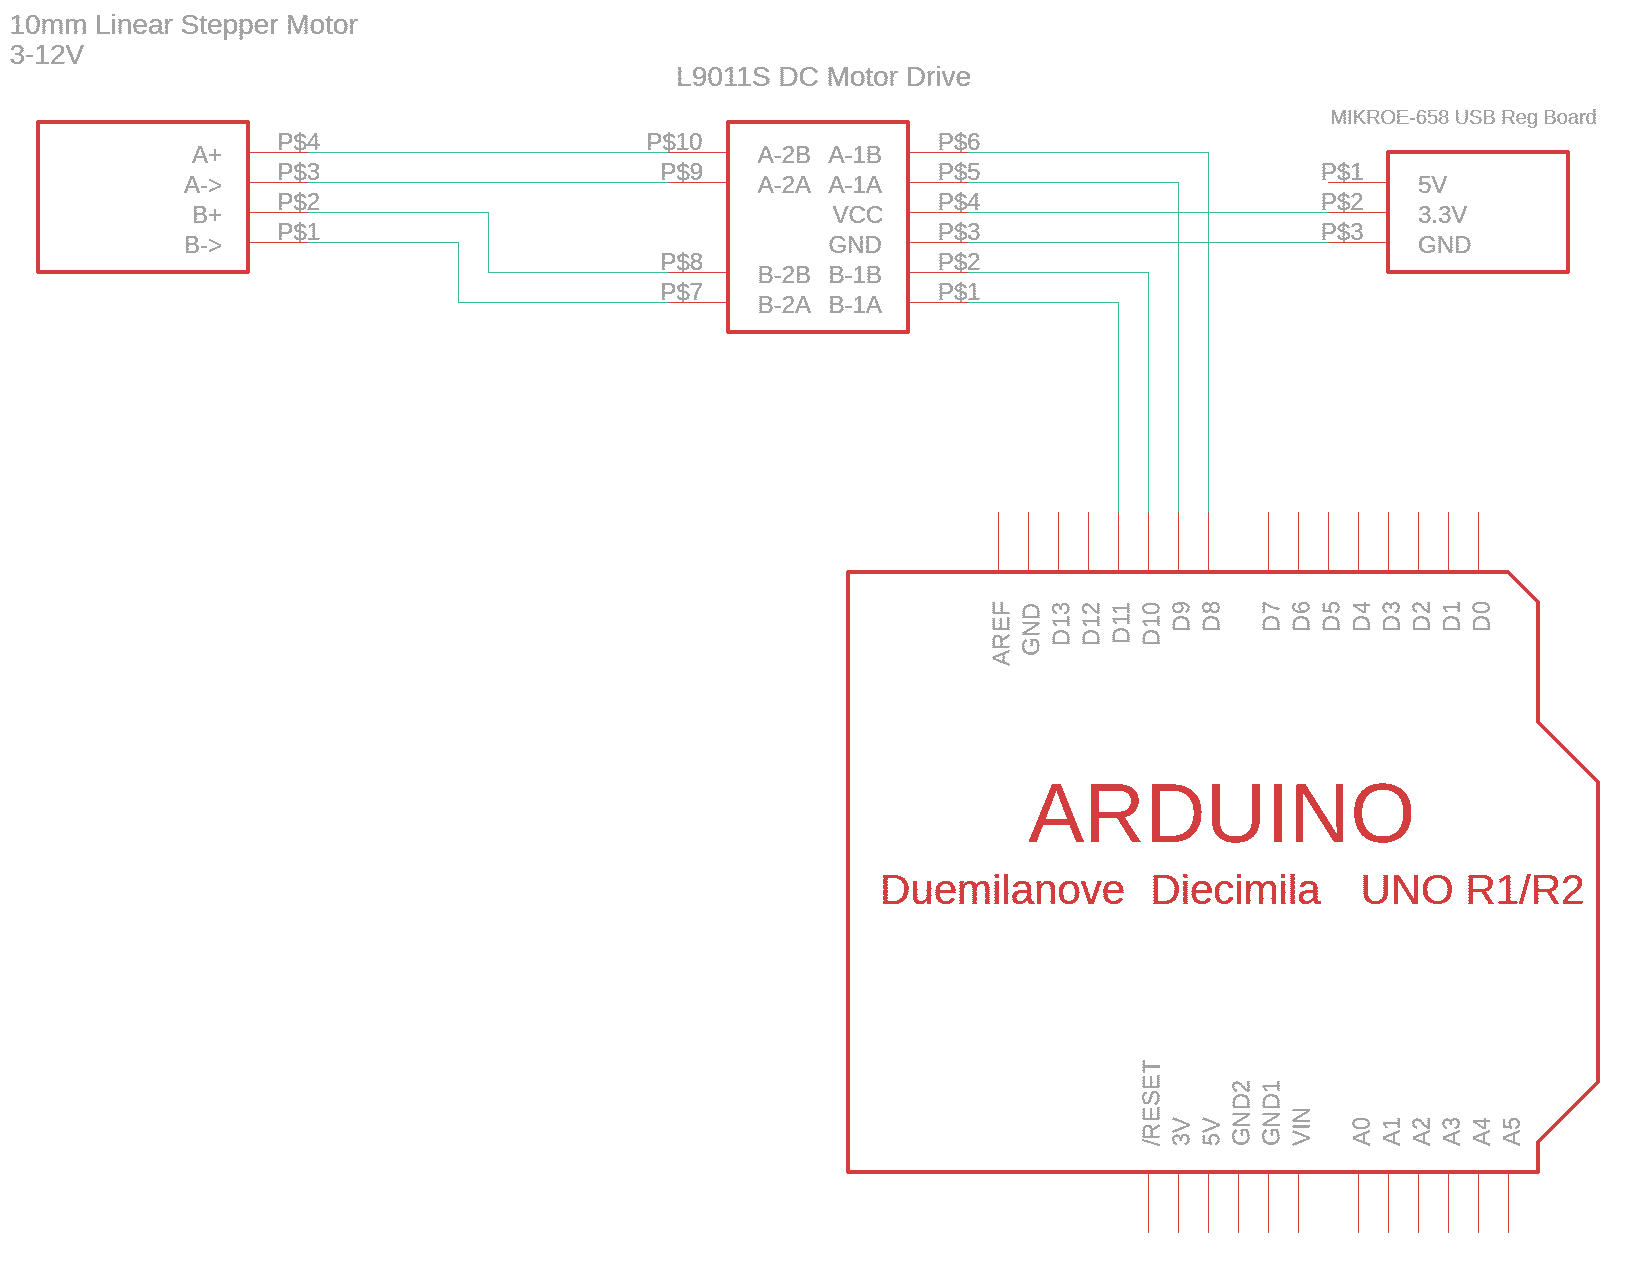 10mm Linear Stepper Motor
3-12V
L9011S DC Motor Drive
MIKROE-658 USB Reg Board
A+ P$4
A-> P$3
B+ P$2
B-> P$1
P$10 A-2B A-1B P$6
P$9 A-2A A-1A P$5
VCC P$4
GND P$3
P$8 B-2B B-1B P$2
P$7 B-2A B-1A P$1
P$1 5V
P$2 3.3V
P$3 GND
AREF
GND
D13
D12
D11
D10
D9
D8
D7
D6
D5
D4
D3
D2
D1
D0
ARDUINO
Duemilanove Diecimila UNO R1/R2
/RESET
3V
5V
GND2
GND1
VIN
A0
A1
A2
A3
A4
A5